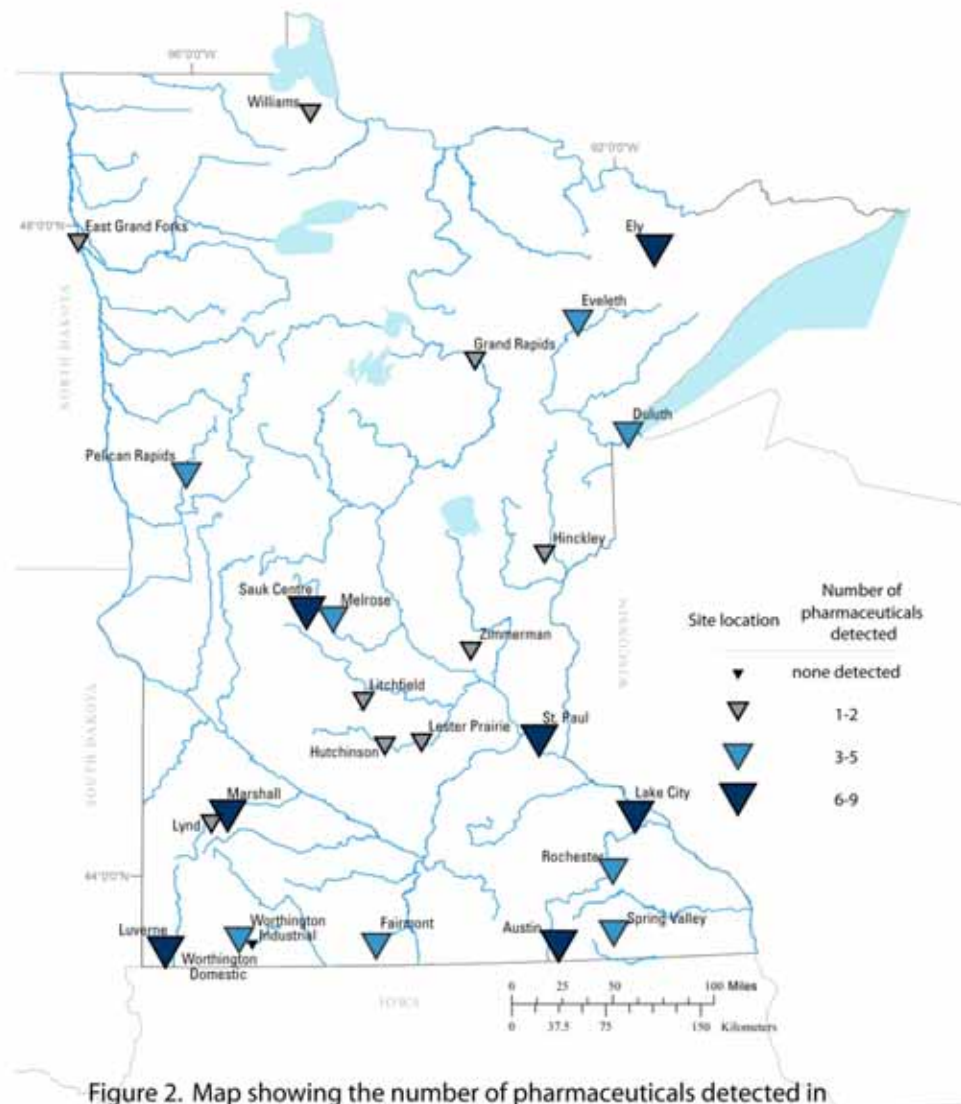 96°0'0"W
Williams
92°0'0"W
48°0'0"N
East Grand Forks
Ely
Eveleth
NORTH DAKOTA
Grand Rapids
Duluth
Pelican Rapids
Hinckley
Sauk Centre
Melrose
WISCONSIN
Zimmerman
Litchfield
SOUTH DAKOTA
Lester Prairie
St. Paul
Hutchinson
Marshall
Lake City
Lynd
Rochester
44°0'0"N
Luverne
Worthington
Industrial
Fairmont
Austin
Spring Valley
Worthington
Domestic
IOWA
Site location
Number of
pharmaceuticals
detected
none detected
1-2
3-5
6-9
0 25 50 100 Miles
0 37.5 75 150 Kilometers
Figure 2. Map showing the number of pharmaceuticals detected in